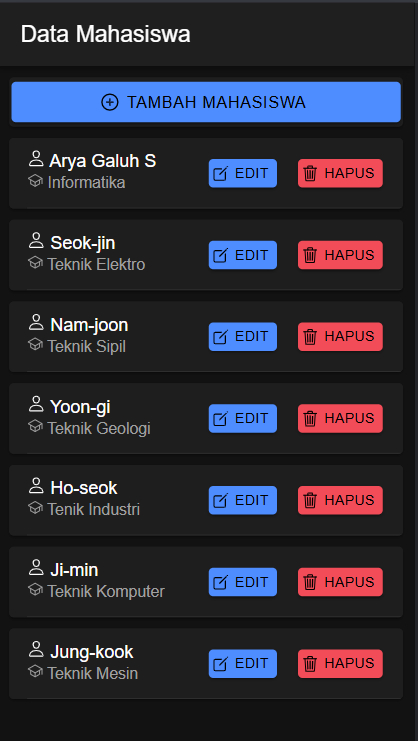 Data Mahasiswa
TAMBAH MAHASISWA
Arya Galuh S
Informatika
EDIT
HAPUS
Seok-jin
Teknik Elektro
EDIT
HAPUS
Nam-joon
Teknik Sipil
EDIT
HAPUS
Yoon-gi
Teknik Geologi
EDIT
HAPUS
Ho-seok
Tenik Industri
EDIT
HAPUS
Ji-min
Teknik Komputer
EDIT
HAPUS
Jung-kook
Teknik Mesin
EDIT
HAPUS